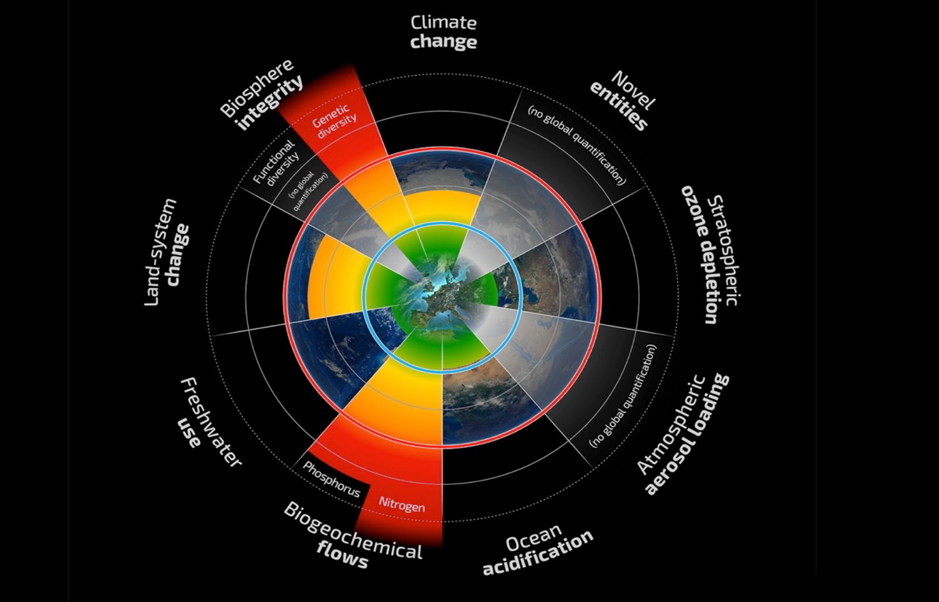 Climate
change
Novel
entities
(no global quantification)
Stratospheric
ozone depletion
Atmospheric
aerosol loading
(no global quantification)
Ocean
acidification
Biogeochemical
flows
Phosphorus
Nitrogen
Freshwater
use
Land-system
change
Biosphere
integrity
Functional
diversity
(no global
quantification)
Genetic
diversity